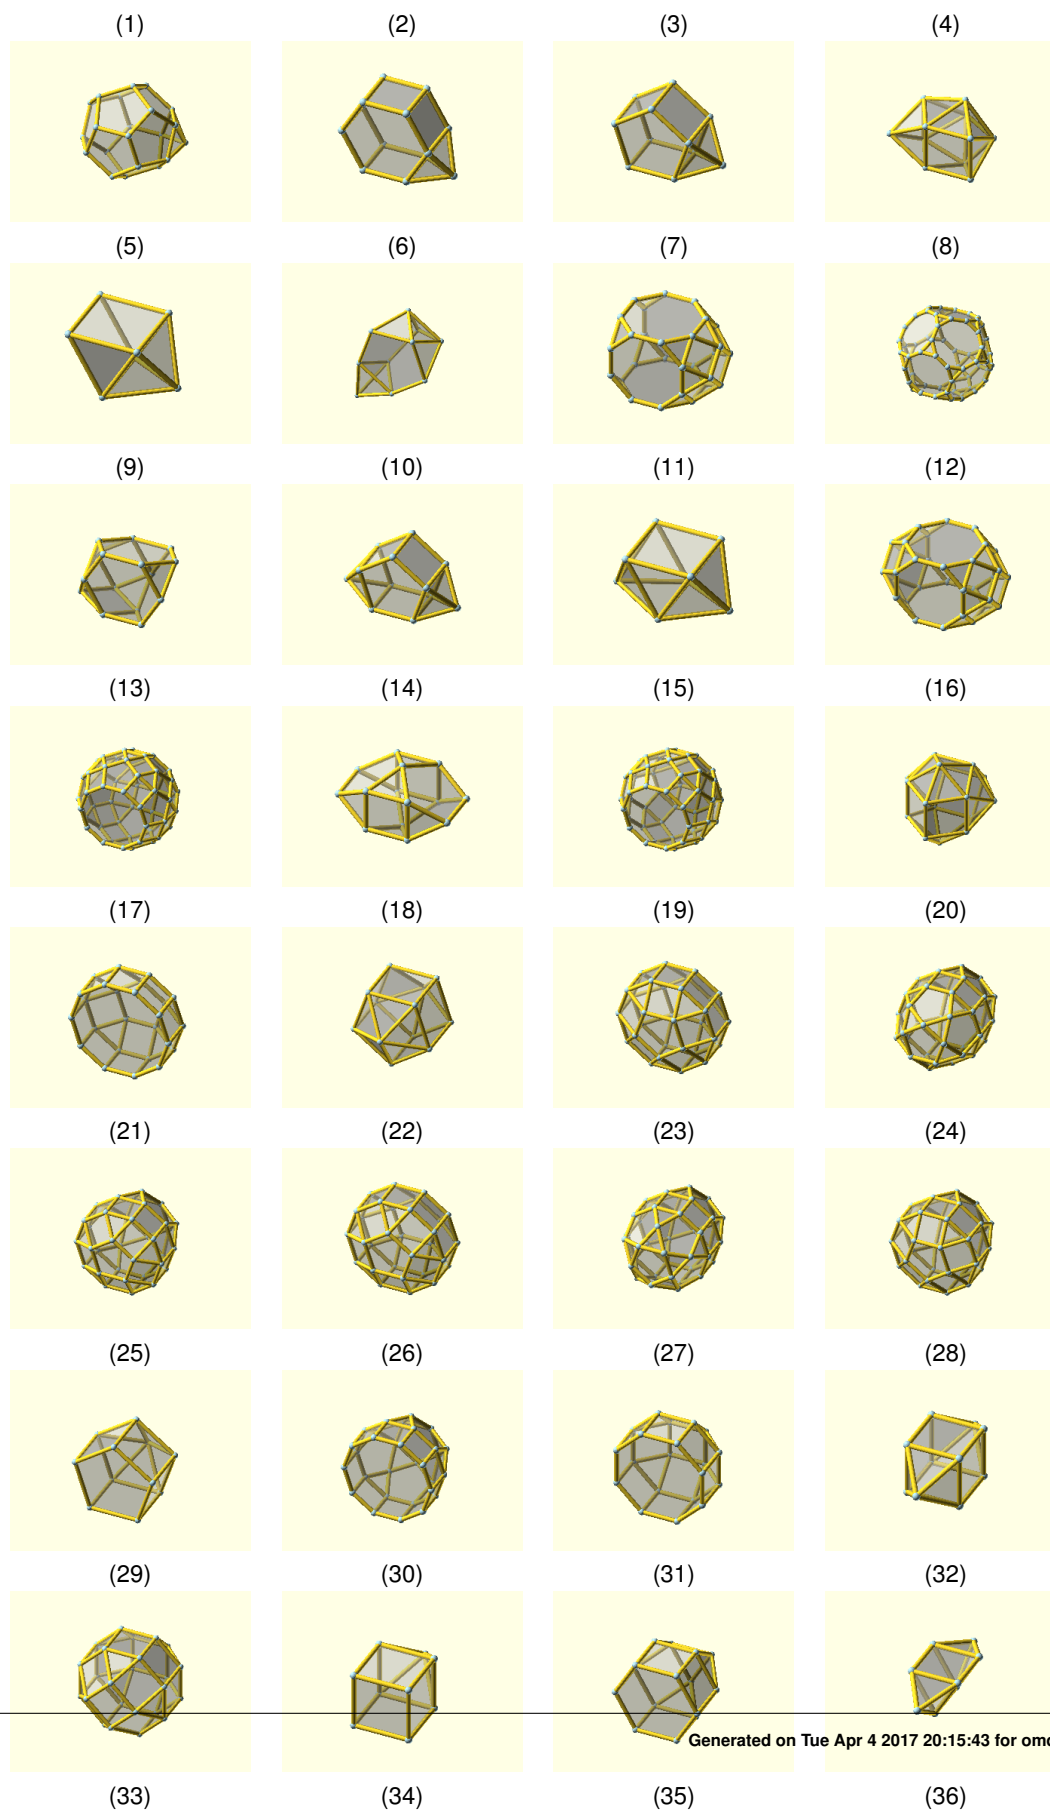 (1) (2) (3) (4)
(5) (6) (7) (8)
(9) (10) (11) (12)
(13) (14) (15) (16)
(17) (18) (19) (20)
(21) (22) (23) (24)
(25) (26) (27) (28)
(29) (30) (31) (32)
Generated on Tue Apr 4 2017 20:15:43 for
(33) (34) (35) (36)